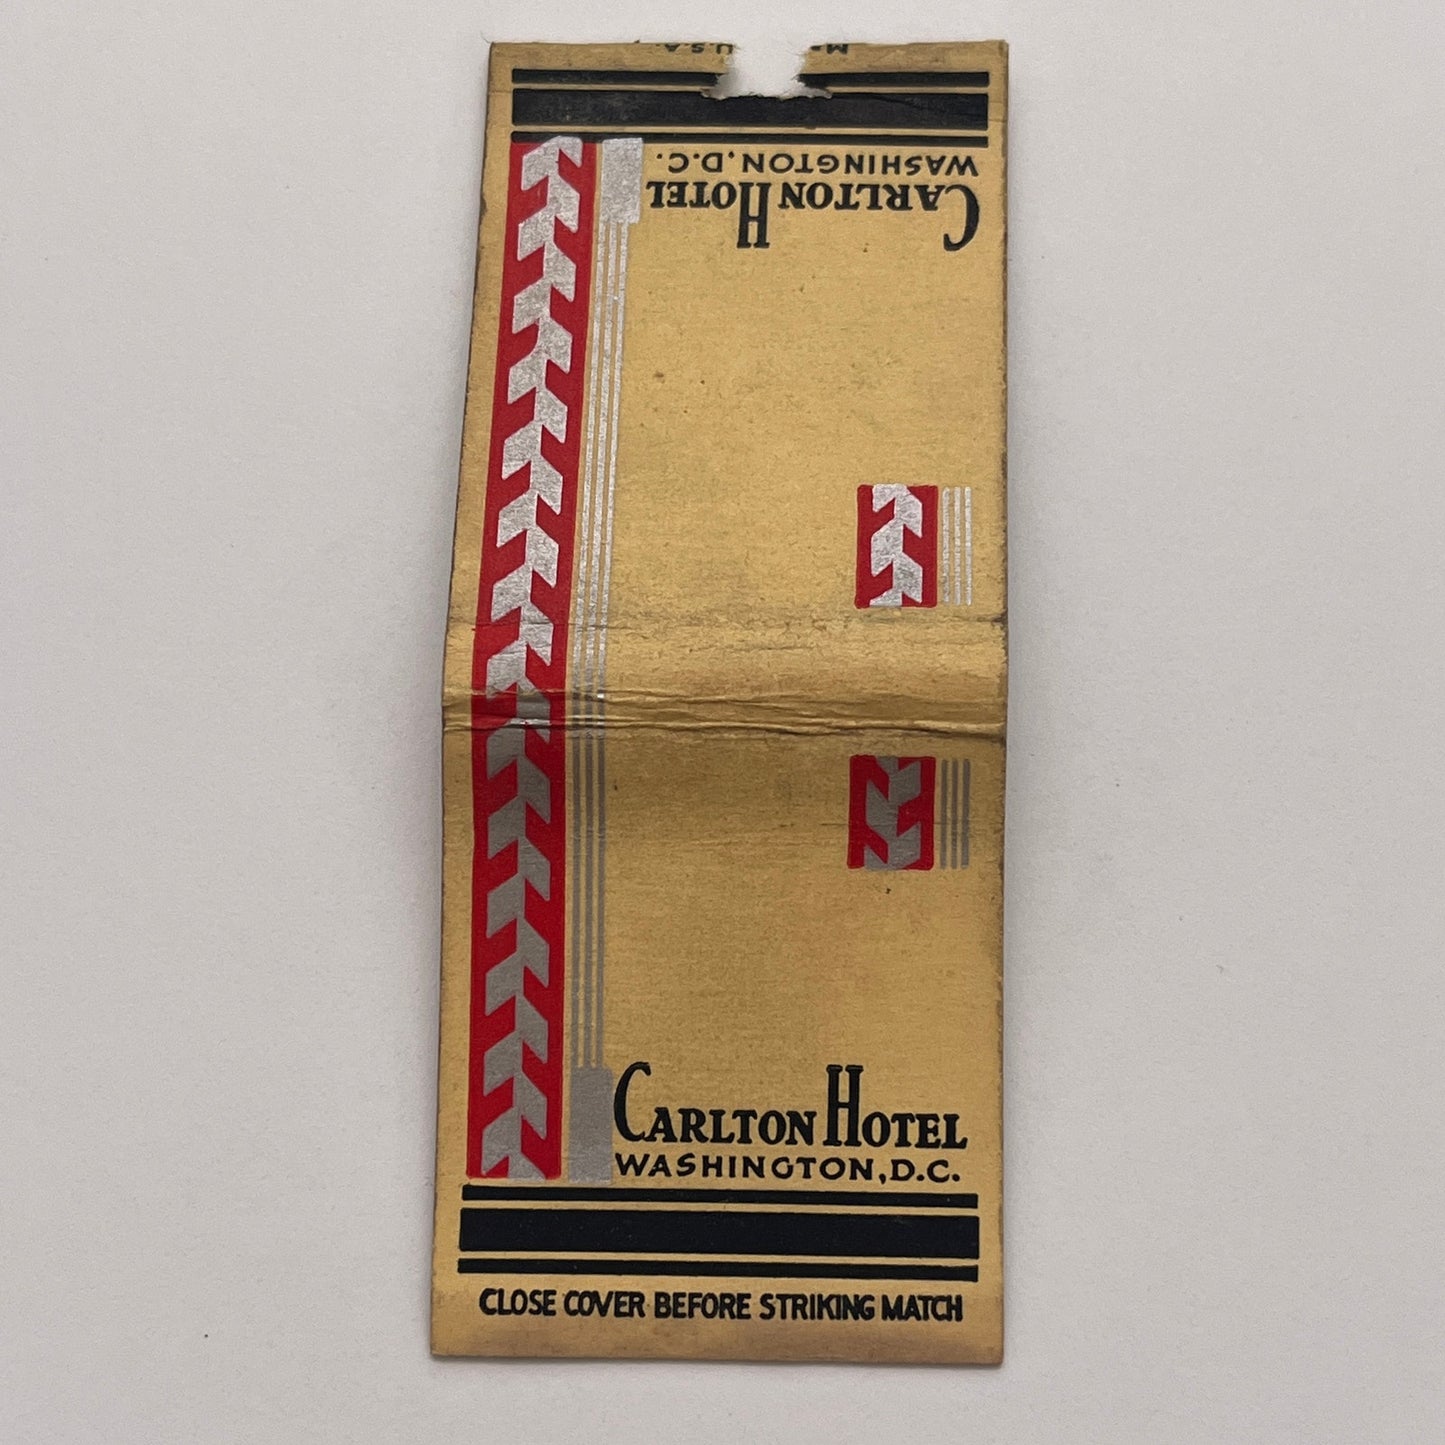 U.S.A.
CARLTON HOTEL
WASHINGTON, D.C.
CARLTON HOTEL
WASHINGTON, D.C.
CLOSE COVER BEFORE STRIKING MATCH